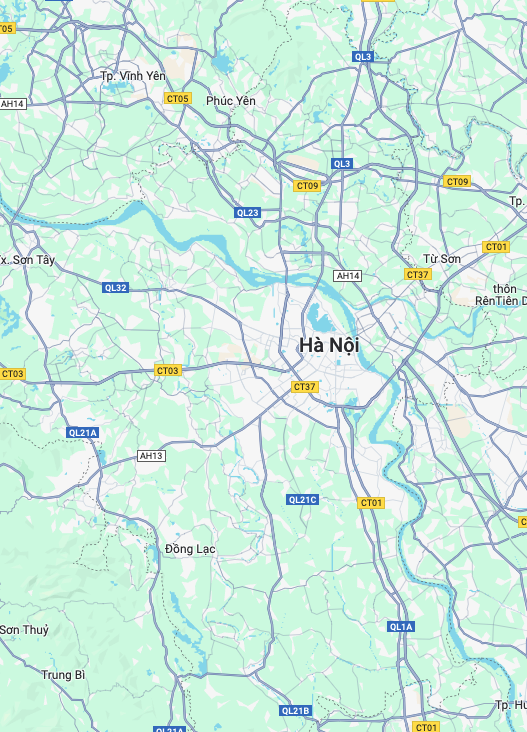 CT05
QL3
Tp. Vĩnh Yên
CT05
Phúc Yên
AH14
QL3
CT09
CT09
Tp.
QL23
CT01
Tx. Sơn Tây
Từ Sơn
AH14
CT37
QL32
thôn
RênTiên D
Hà Nội
CT03
CT03
CT37
QL21A
AH13
QL21C
CT01
Đồng Lạc
Sơn Thuỷ
QL1A
Trung Bì
Tp. Hư
QL21B
CT01
QL21A